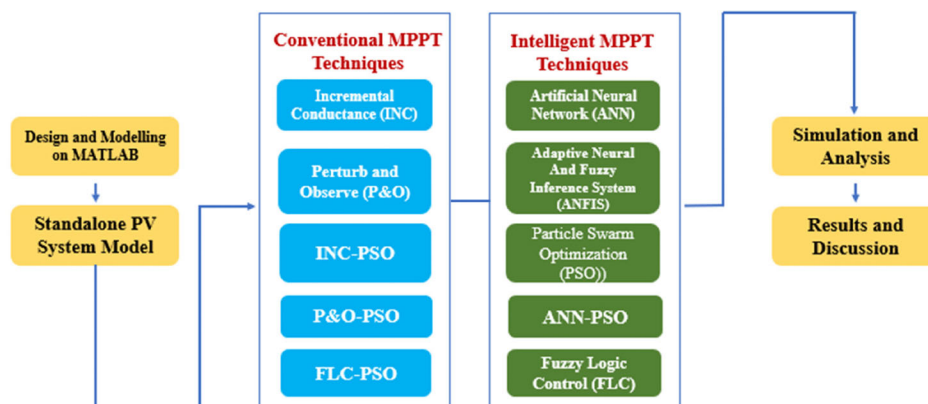 Design and Modelling
on MATLAB
Standalone PV
System Model
Conventional MPPT
Techniques
Incremental
Conductance (INC)
Perturb and
Observe (P&O)
INC-PSO
P&O-PSO
FLC-PSO
Intelligent MPPT
Techniques
Artificial Neural
Network (ANN)
Adaptive Neural
And Fuzzy
Inference System
(ANFIS)
Particle Swarm
Optimization
(PSO))
ANN-PSO
Fuzzy Logic
Control (FLC)
Simulation and
Analysis
Results and
Discussion